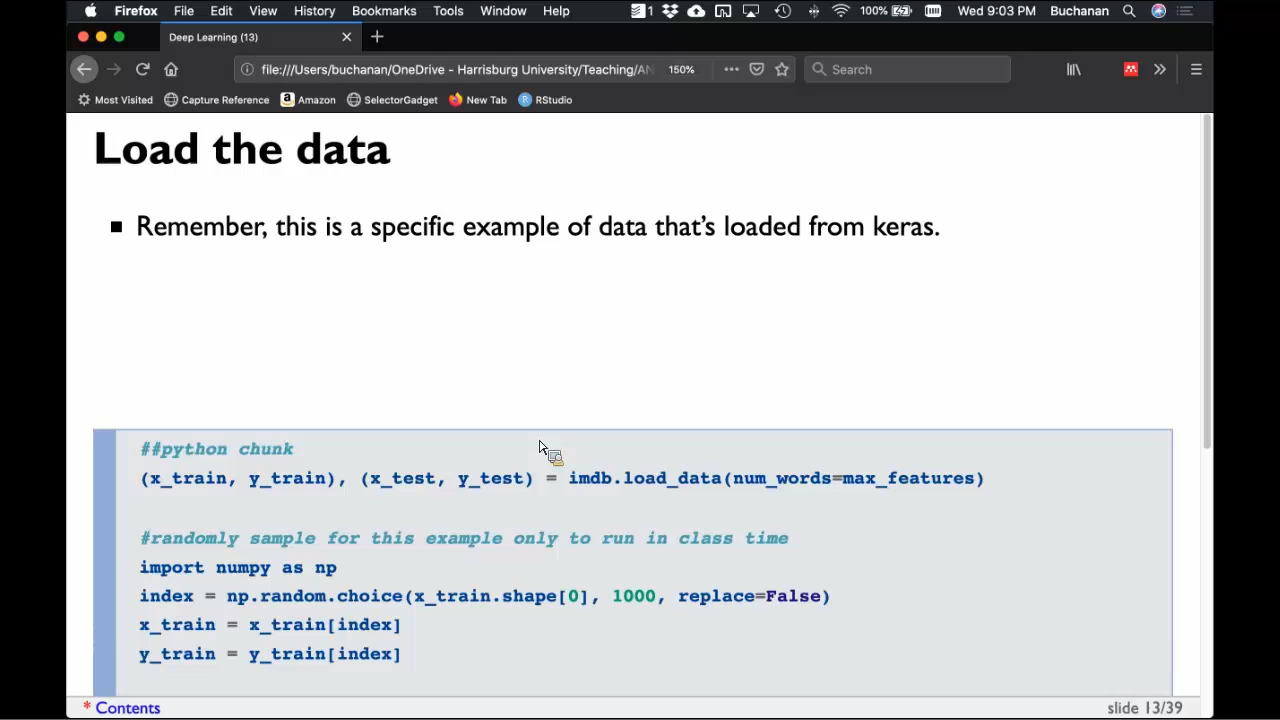 Firefox File Edit View History Bookmarks Tools Window Help 1 100% Wed 9:03 PM Buchanan
Deep Learning (13)
file:///Users/buchanan/OneDrive - Harrisburg University/Teaching/AN 150% Search
Most Visited Capture Reference Amazon SelectorGadget New Tab RStudio
Load the data
Remember, this is a specific example of data that’s loaded from keras.
##python chunk
(x_train, y_train), (x_test, y_test) = imdb.load_data(num_words=max_features)
#randomly sample for this example only to run in class time
import numpy as np
index = np.random.choice(x_train.shape[0], 1000, replace=False)
x_train = x_train[index]
y_train = y_train[index]
* Contents
slide 13/39